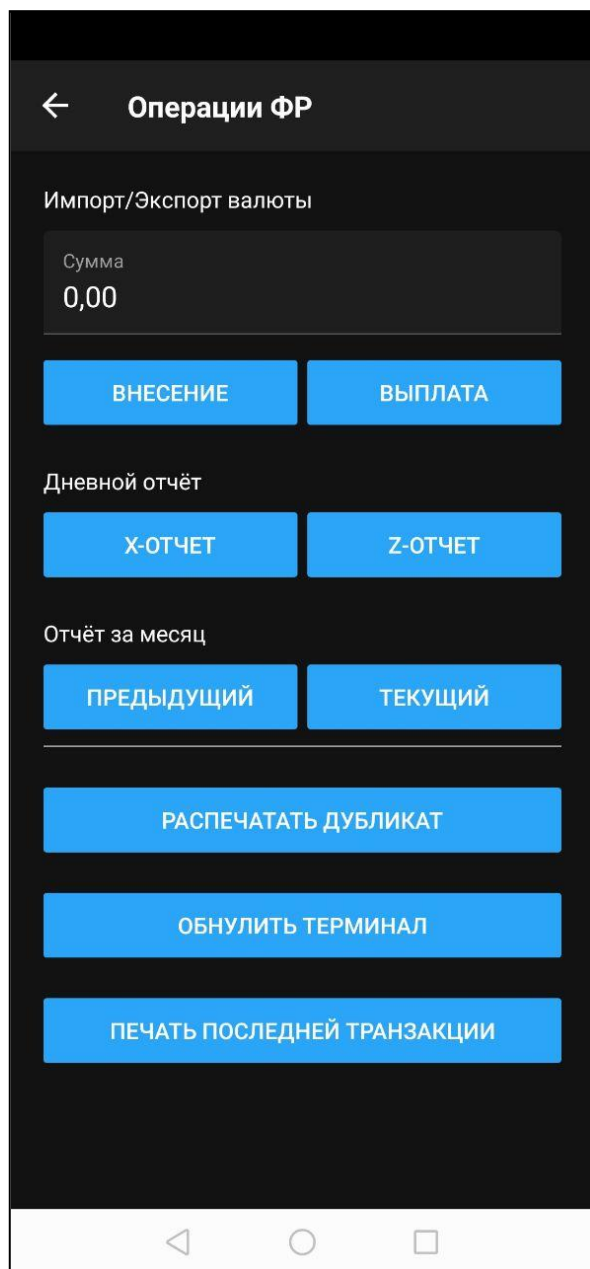 Операции ФР
Импорт/Экспорт валюты
Сумма
0,00
ВНЕСЕНИЕ
ВЫПЛАТА
Дневной отчёт
X-ОТЧЕТ
Z-ОТЧЕТ
Отчёт за месяц
ПРЕДЫДУЩИЙ
ТЕКУЩИЙ
РАСПЕЧАТАТЬ ДУБЛИКАТ
ОБНУЛИТЬ ТЕРМИНАЛ
ПЕЧАТЬ ПОСЛЕДНЕЙ ТРАНЗАКЦИИ